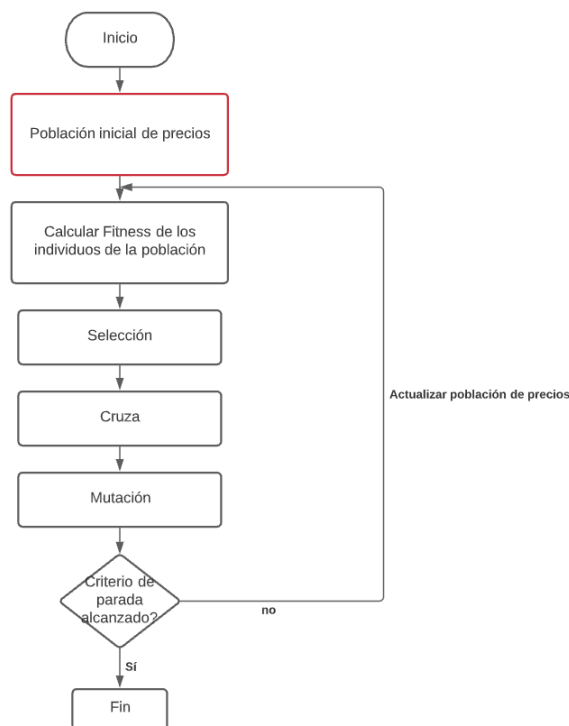 Inicio
Población inicial de precios
Calcular Fitness de los
individuos de la población
Selección
Actualizar población de precios
Cruza
Mutación
Criterio de
parada
alcanzado?
no
Sí
Fin